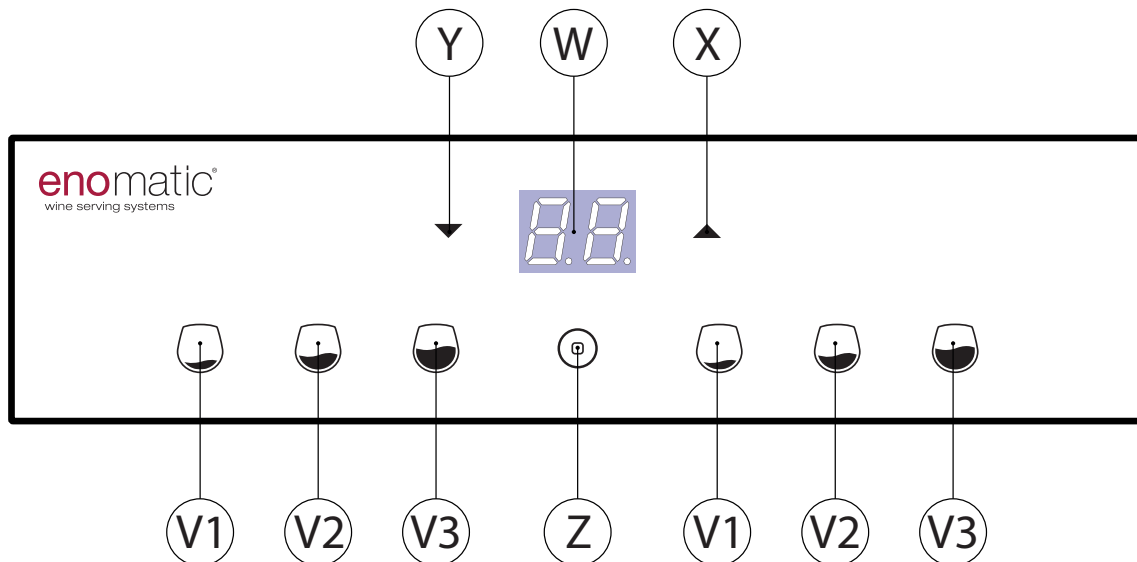 Y W X
enomatic®
wine serving systems
8.8.
V1 V2 V3 Z V1 V2 V3